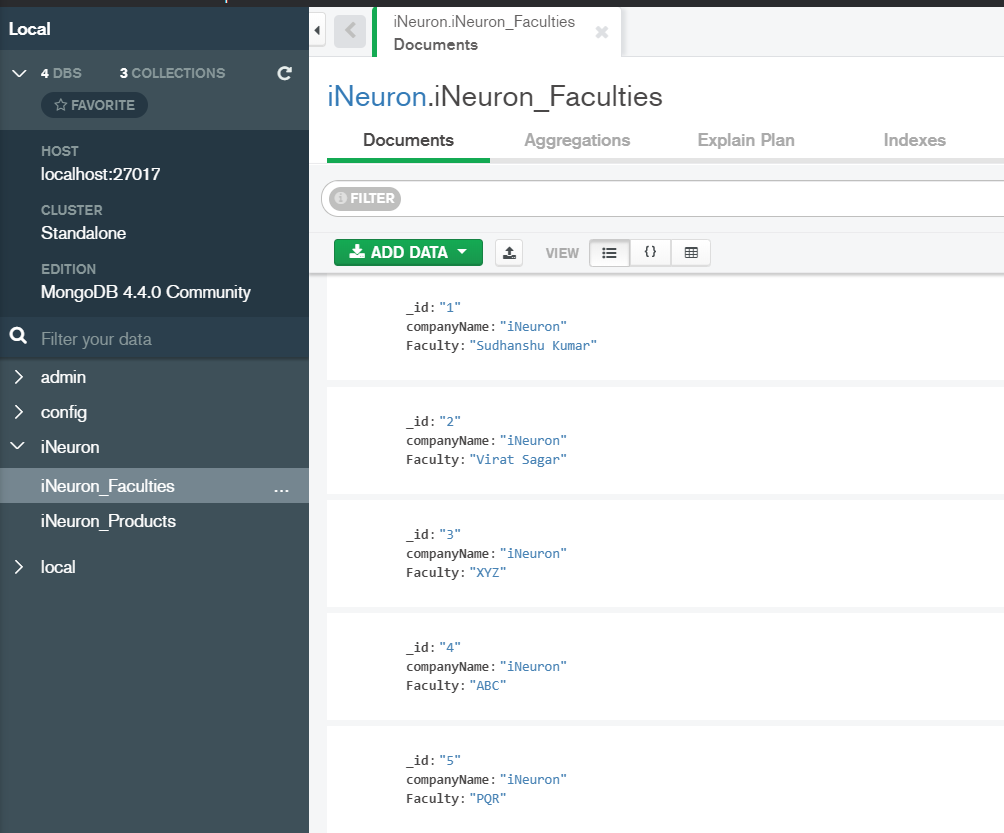 Local
4 DBS 3 COLLECTIONS
FAVORITE
HOST
localhost:27017
CLUSTER
Standalone
EDITION
MongoDB 4.4.0 Community
Filter your data
admin
config
iNeuron
iNeuron_Faculties ...
iNeuron_Products
local
iNeuron.iNeuron_Faculties
Documents
iNeuron.iNeuron_Faculties
Documents Aggregations Explain Plan Indexes
FILTER
ADD DATA VIEW {}
_id: "1"
companyName: "iNeuron"
Faculty: "Sudhanshu Kumar"
_id: "2"
companyName: "iNeuron"
Faculty: "Virat Sagar"
_id: "3"
companyName: "iNeuron"
Faculty: "XYZ"
_id: "4"
companyName: "iNeuron"
Faculty: "ABC"
_id: "5"
companyName: "iNeuron"
Faculty: "PQR"